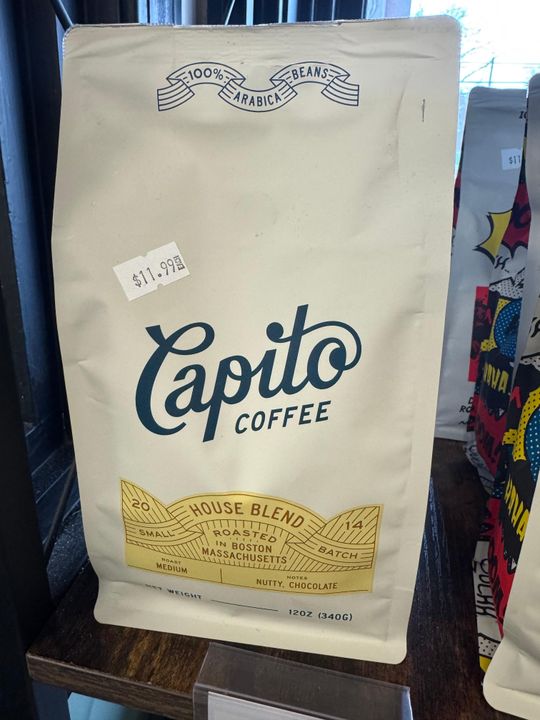 100% ARABICA BEANS
$11.99
Capito
COFFEE
20 HOUSE BLEND 14
SMALL ROASTED BATCH
IN BOSTON
MASSACHUSETTS
ROAST
MEDIUM
NOTES
NUTTY, CHOCOLATE
NET WEIGHT 12OZ (340G)
$11